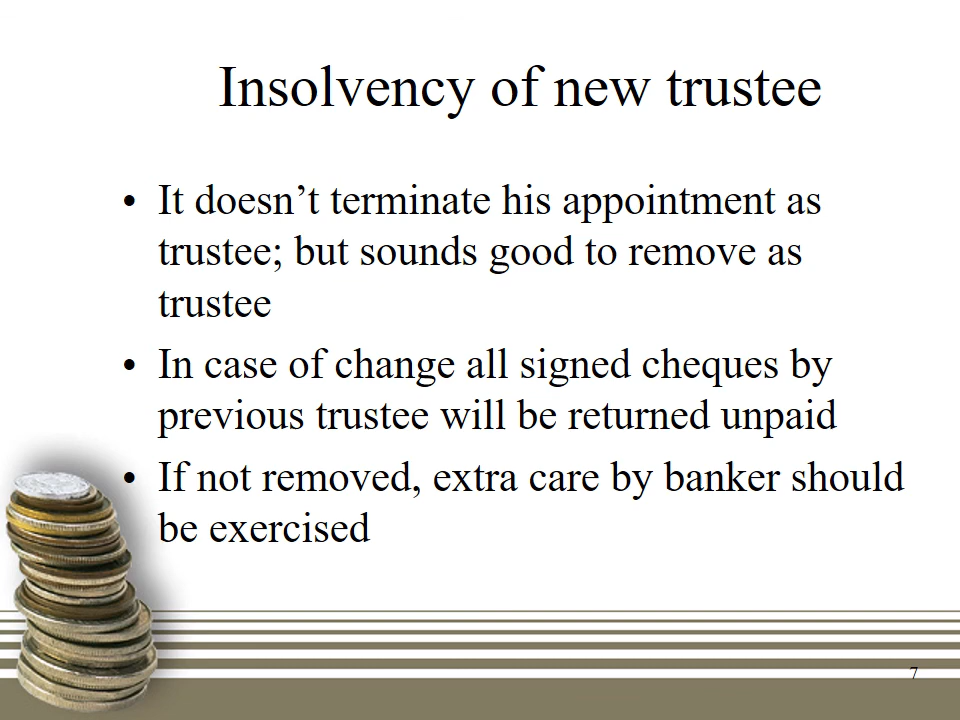 Insolvency of new trustee
• It doesn’t terminate his appointment as
trustee; but sounds good to remove as
trustee
• In case of change all signed cheques by
previous trustee will be returned unpaid
• If not removed, extra care by banker should
be exercised
7